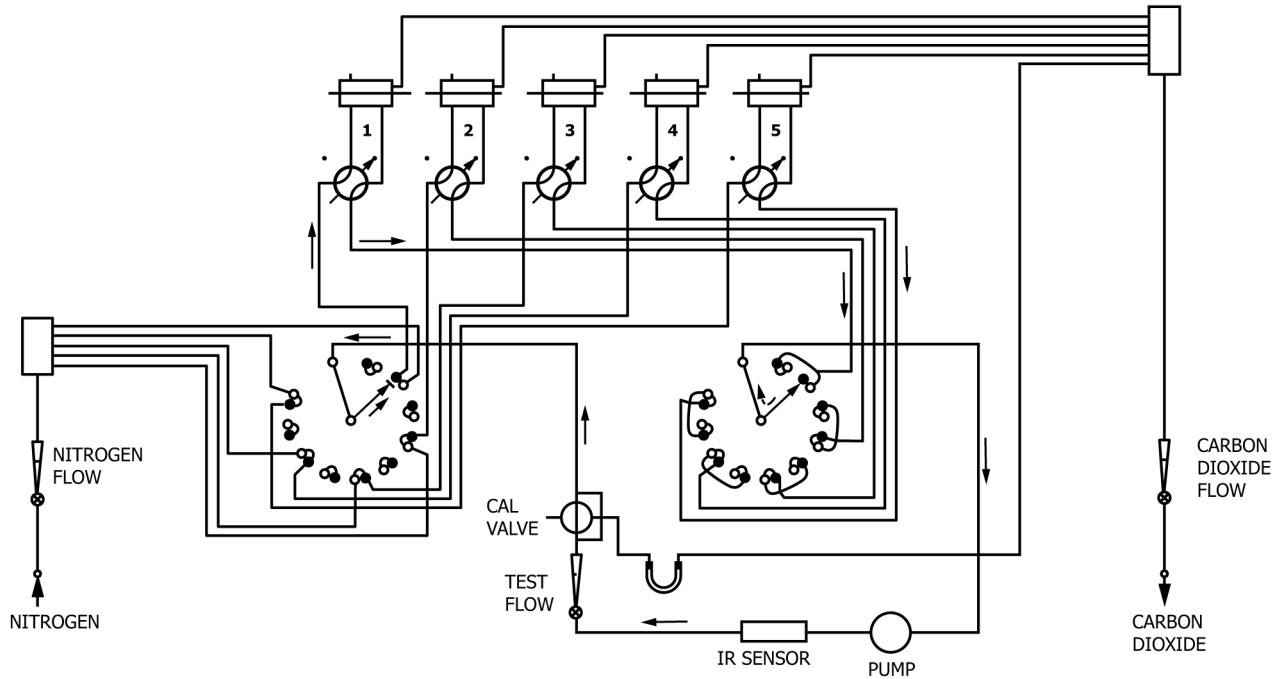 1
2
3
4
5
NITROGEN
FLOW
CARBON
DIOXIDE
FLOW
CAL
VALVE
TEST
FLOW
NITROGEN
CARBON
DIOXIDE
IR SENSOR
PUMP